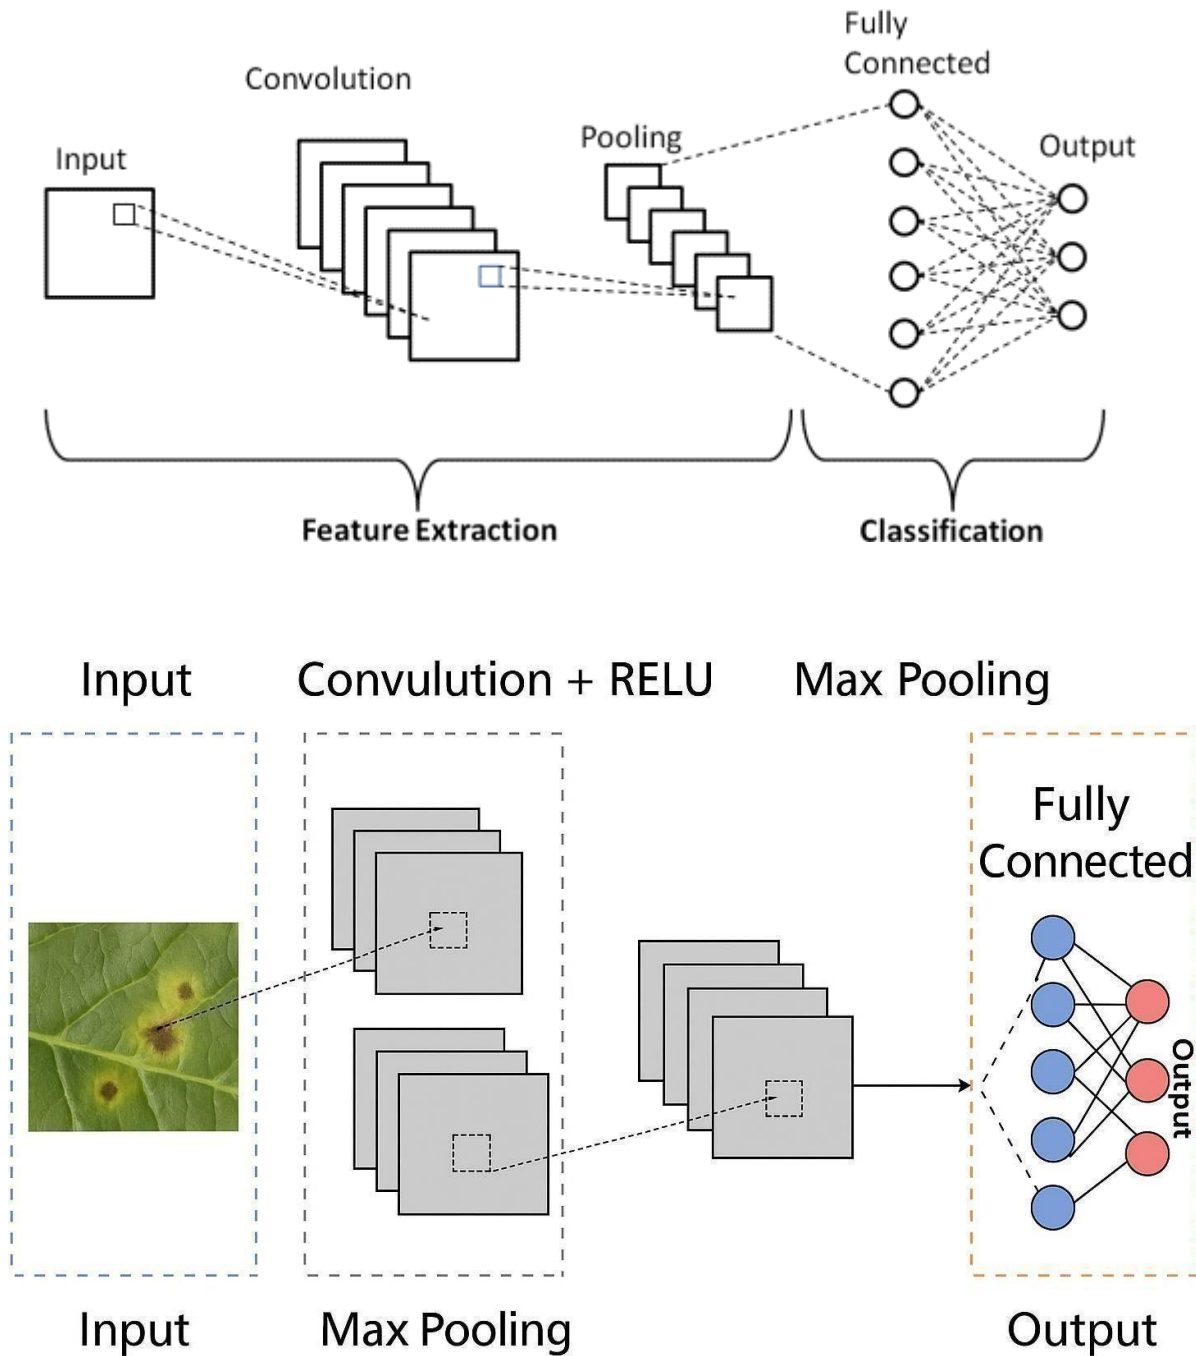 Fully
Connected
Convolution
Pooling
Input
Output
Feature Extraction
Classification
Input
Convulution + RELU
Max Pooling
Fully
Connected
Output
Input
Max Pooling
Output